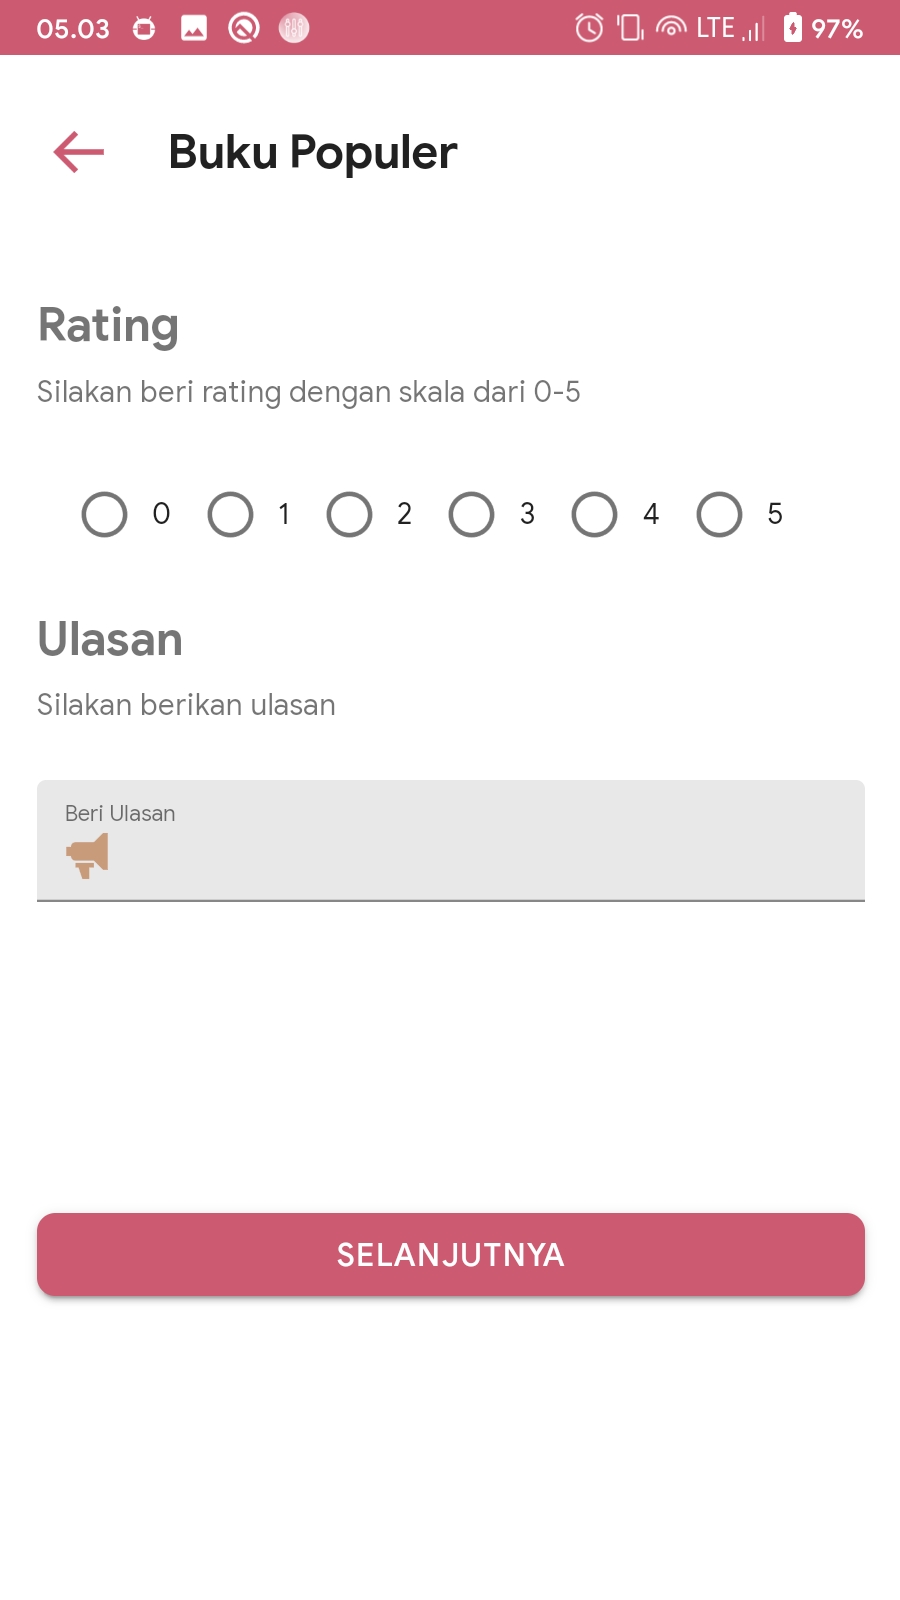 05.03 LTE 97%
Buku Populer
Rating
Silakan beri rating dengan skala dari 0-5
0 1 2 3 4 5
Ulasan
Silakan berikan ulasan
Beri Ulasan
SELANJUTNYA